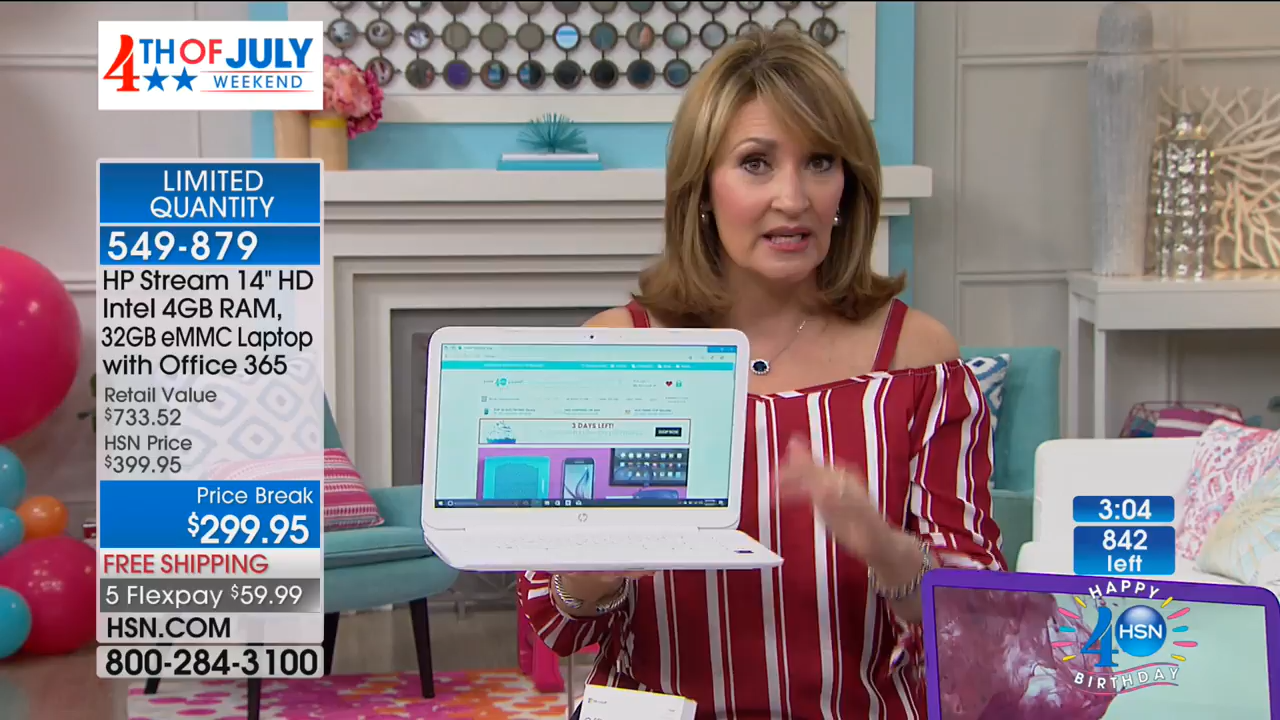 4TH OF JULY
WEEKEND
LIMITED
QUANTITY
549-879
HP Stream 14" HD
Intel 4GB RAM,
32GB eMMC Laptop
with Office 365
Retail Value
$733.52
HSN Price
$399.95
Price Break
$299.95
FREE SHIPPING
5 Flexpay $59.99
HSN.COM
800-284-3100
3 DAYS LEFT!
hp
3:04
842
left
HAPPY
40
HSN
BIRTHDAY